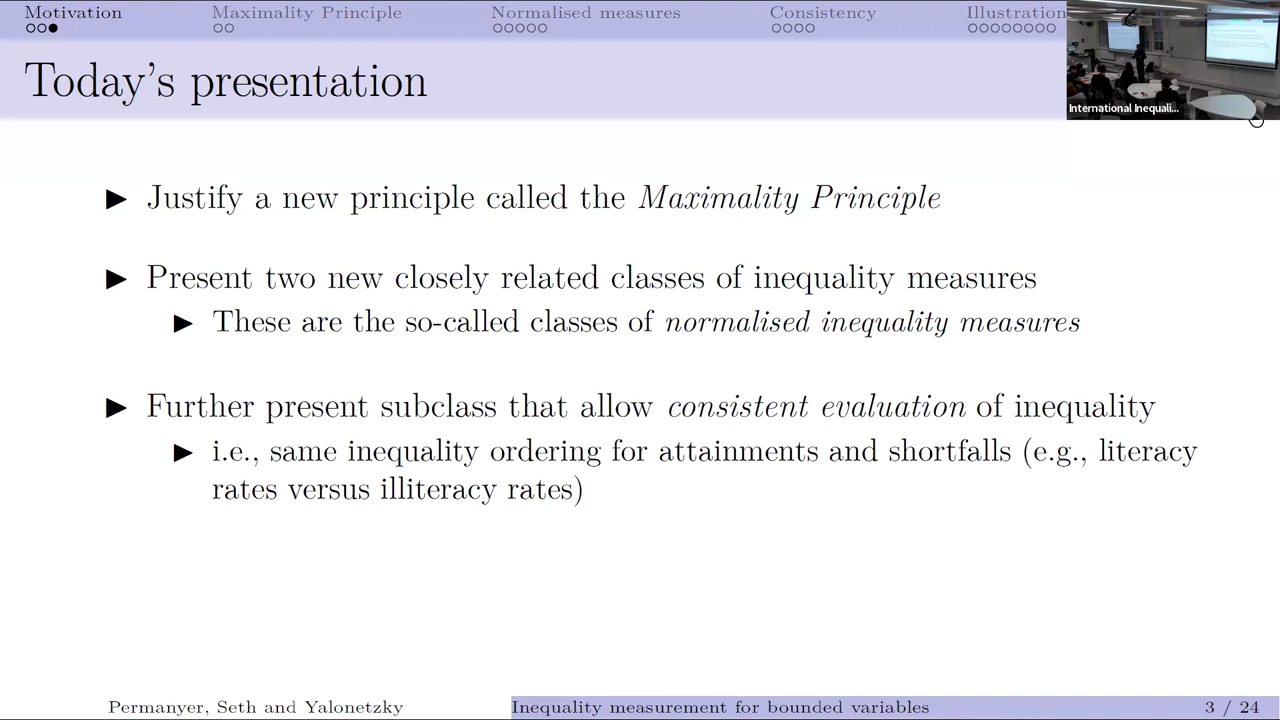 Motivation Maximality Principle Normalised measures Consistency Illustration
Today's presentation
International Inequali...
Justify a new principle called the Maximality Principle
Present two new closely related classes of inequality measures
These are the so-called classes of normalised inequality measures
Further present subclass that allow consistent evaluation of inequality
i.e., same inequality ordering for attainments and shortfalls (e.g., literacy
rates versus illiteracy rates)
Permanyer, Seth and Yalonetzky Inequality measurement for bounded variables 3 / 24